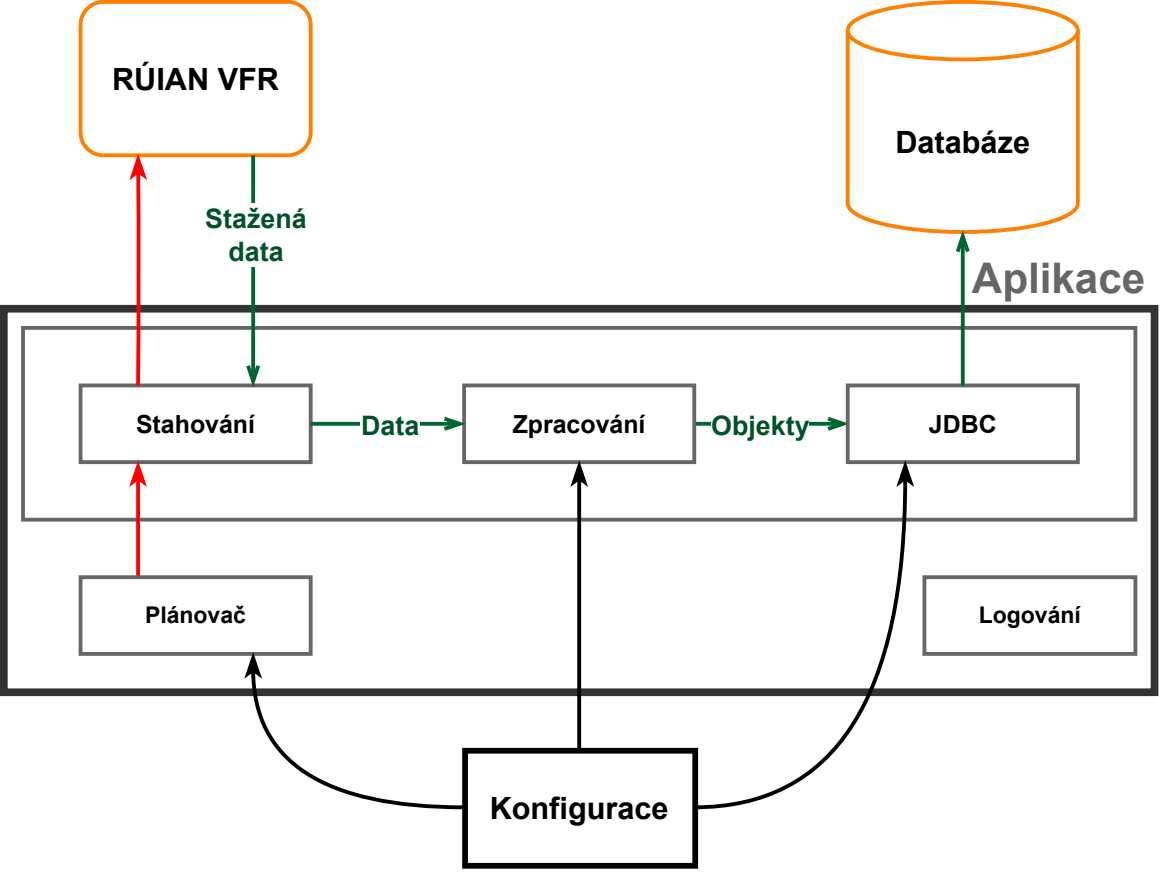 RÚIAN VFR
Databáze
Stažená
data
Aplikace
Stahování
Data
Zpracování
Objekty
JDBC
Plánovač
Logování
Konfigurace